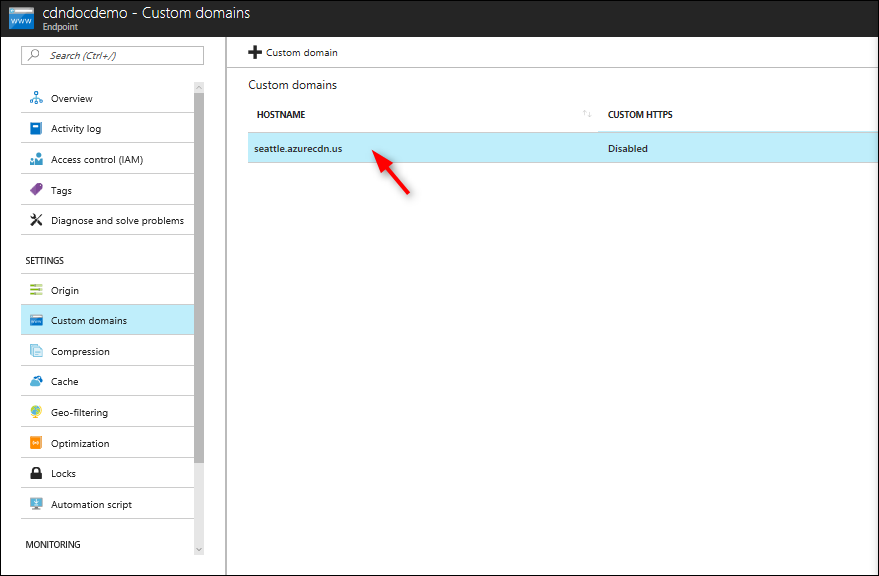 cdndocdemo - Custom domains
Endpoint
Search (Ctrl+/)
Overview
Activity log
Access control (IAM)
Tags
Diagnose and solve problems
SETTINGS
Origin
Custom domains
Compression
Cache
Geo-filtering
Optimization
Locks
Automation script
MONITORING
Custom domain
Custom domains
HOSTNAME CUSTOM HTTPS
seattle.azurecdn.us Disabled